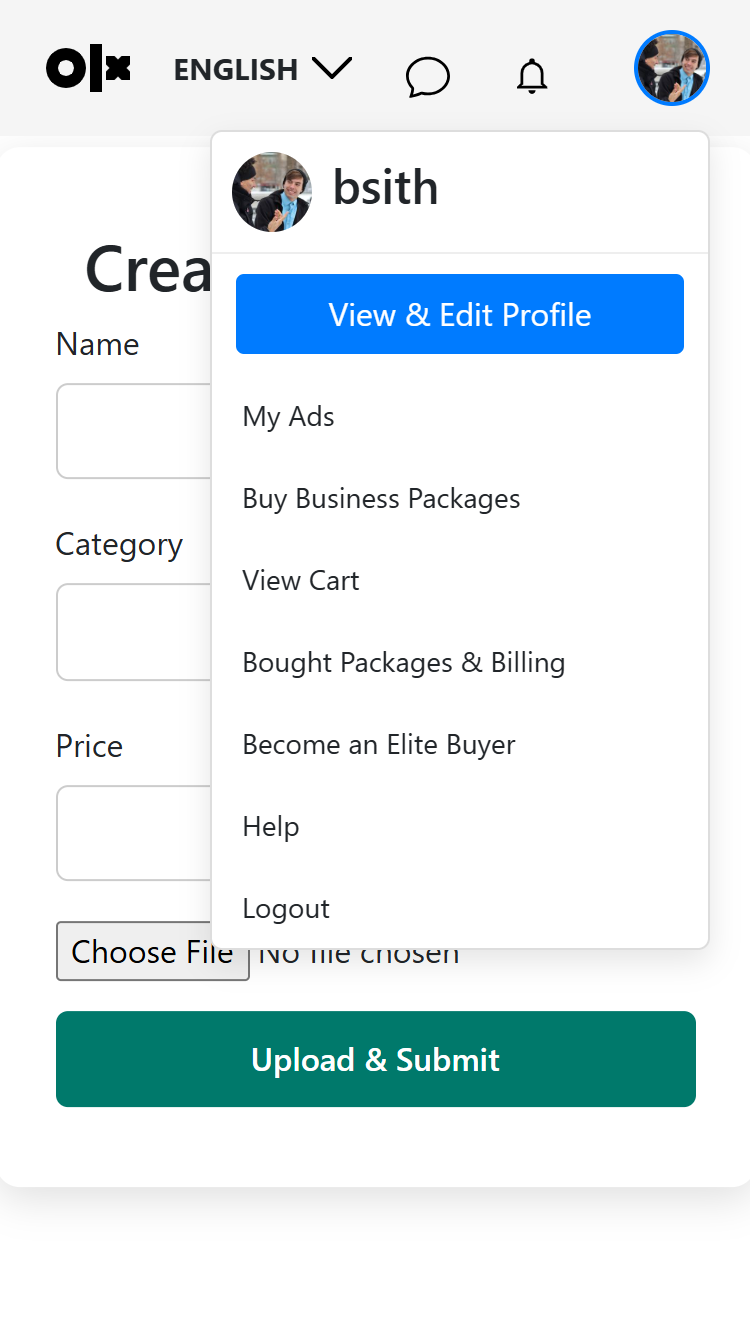 olx ENGLISH
bsith
Crea
View & Edit Profile
Name
My Ads
Buy Business Packages
Category
View Cart
Bought Packages & Billing
Price
Become an Elite Buyer
Help
Logout
Choose File No file chosen
Upload & Submit